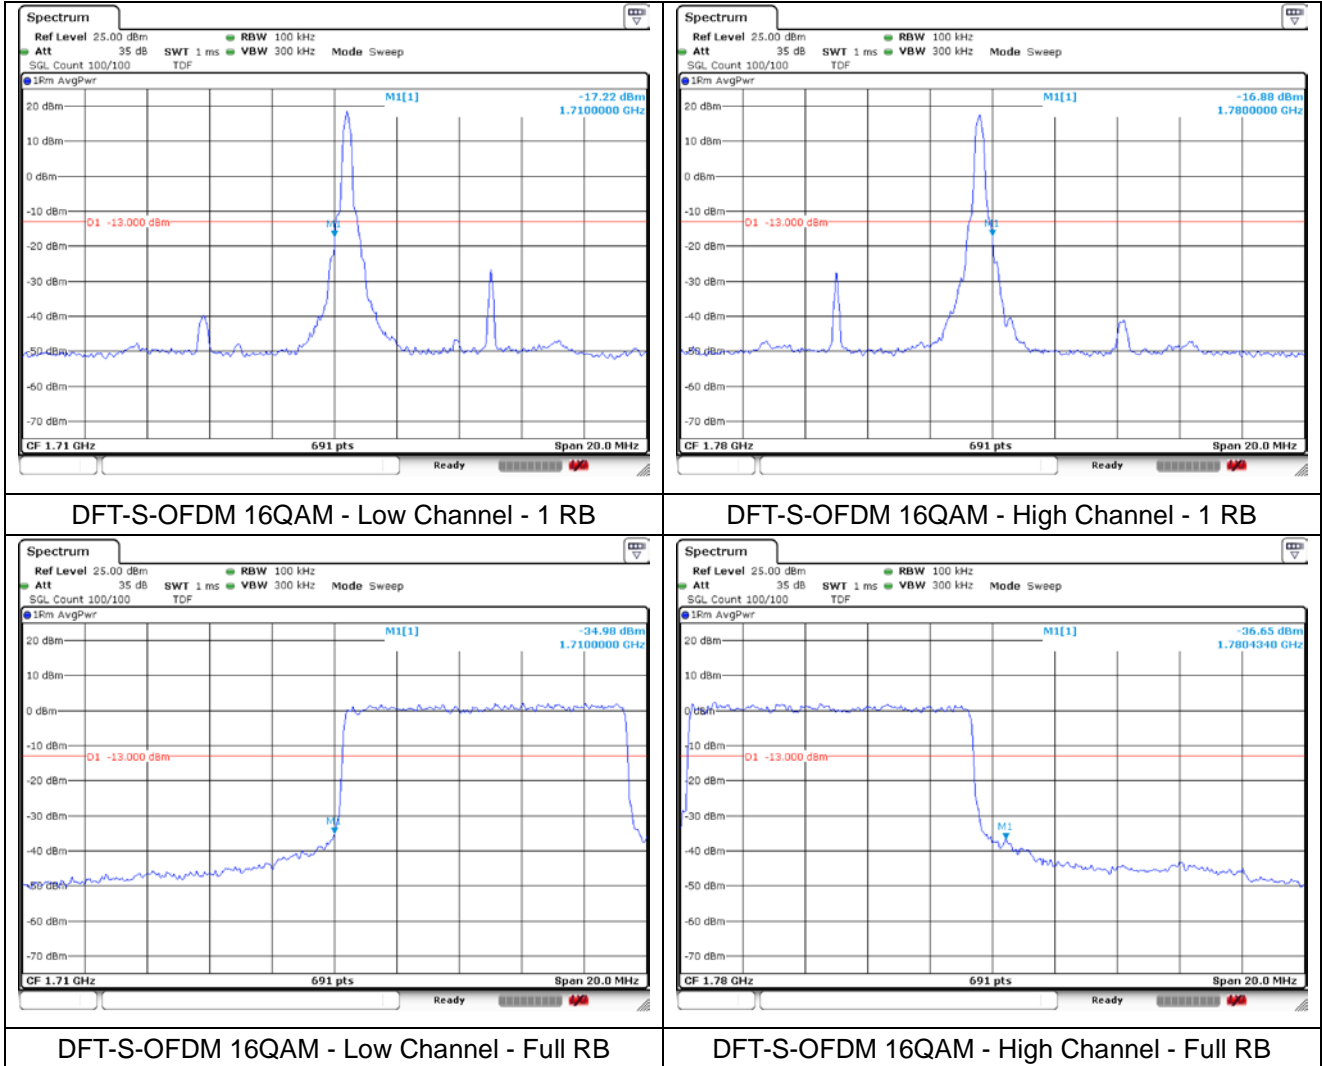 Spectrum
Ref Level 25.00 dBm RBW 100 kHz
Att 35 dB SWT 1 ms VBW 300 kHz Mode Sweep
SGL Count 100/100 TDF
1Rm AvgPwr
M1[1] -17.22 dBm
1.7100000 GHz
20 dBm
10 dBm
0 dBm
-10 dBm
D1 -13.000 dBm
M1
-20 dBm
-30 dBm
-40 dBm
-50 dBm
-60 dBm
-70 dBm
CF 1.71 GHz 691 pts Span 20.0 MHz
Ready
DFT-S-OFDM 16QAM - Low Channel - 1 RB
Spectrum
Ref Level 25.00 dBm RBW 100 kHz
Att 35 dB SWT 1 ms VBW 300 kHz Mode Sweep
SGL Count 100/100 TDF
1Rm AvgPwr
M1[1] -16.88 dBm
1.7800000 GHz
20 dBm
10 dBm
0 dBm
-10 dBm
D1 -13.000 dBm
M1
-20 dBm
-30 dBm
-40 dBm
-50 dBm
-60 dBm
-70 dBm
CF 1.78 GHz 691 pts Span 20.0 MHz
Ready
DFT-S-OFDM 16QAM - High Channel - 1 RB
Spectrum
Ref Level 25.00 dBm RBW 100 kHz
Att 35 dB SWT 1 ms VBW 300 kHz Mode Sweep
SGL Count 100/100 TDF
1Rm AvgPwr
M1[1] -34.98 dBm
1.7100000 GHz
20 dBm
10 dBm
0 dBm
-10 dBm
D1 -13.000 dBm
-20 dBm
-30 dBm
M1
-40 dBm
-50 dBm
-60 dBm
-70 dBm
CF 1.71 GHz 691 pts Span 20.0 MHz
Ready
DFT-S-OFDM 16QAM - Low Channel - Full RB
Spectrum
Ref Level 25.00 dBm RBW 100 kHz
Att 35 dB SWT 1 ms VBW 300 kHz Mode Sweep
SGL Count 100/100 TDF
1Rm AvgPwr
M1[1] -36.65 dBm
1.7804340 GHz
20 dBm
10 dBm
0 dBm
-10 dBm
D1 -13.000 dBm
-20 dBm
-30 dBm
M1
-40 dBm
-50 dBm
-60 dBm
-70 dBm
CF 1.78 GHz 691 pts Span 20.0 MHz
Ready
DFT-S-OFDM 16QAM - High Channel - Full RB